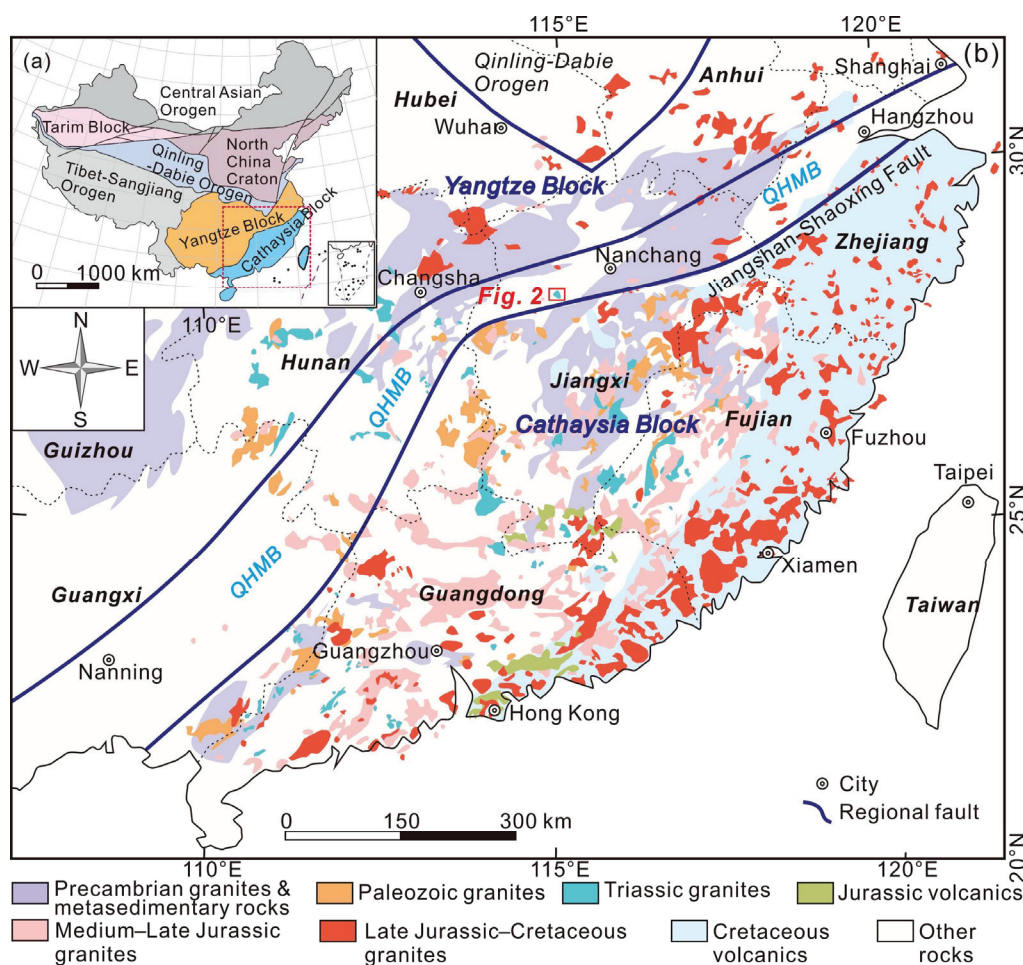 115°E
120°E
(a)
Central Asian
Orogen
Tarim Block
Qinling
-Dabie Orogen
North
China
Craton
Tibet-Sangjiang
Orogen
Yangtze Block
Cathaysia Block
0 1000 km
(b)
Qinling-Dabie
Orogen
Anhui
Shanghai
Hubei
Wuhan
Hangzhou
30°N
Yangtze Block
QHMB
Jiangshan-Shaoxing Fault
Zhejiang
Nanchang
Changsha
Fig. 2
110°E
N
W E
S
Hunan
QHMB
Jiangxi
Cathaysia Block
Fujian
Guizhou
Fuzhou
Taipei
25°N
QHMB
Xiamen
Guangxi
Guangdong
Taiwan
Guangzhou
Nanning
Hong Kong
City
Regional fault
0 150 300 km
20°N
110°E
115°E
120°E
Precambrian granites &
metasedimentary rocks
Paleozoic granites
Triassic granites
Jurassic volcanics
Medium–Late Jurassic
granites
Late Jurassic–Cretaceous
granites
Cretaceous
volcanics
Other
rocks